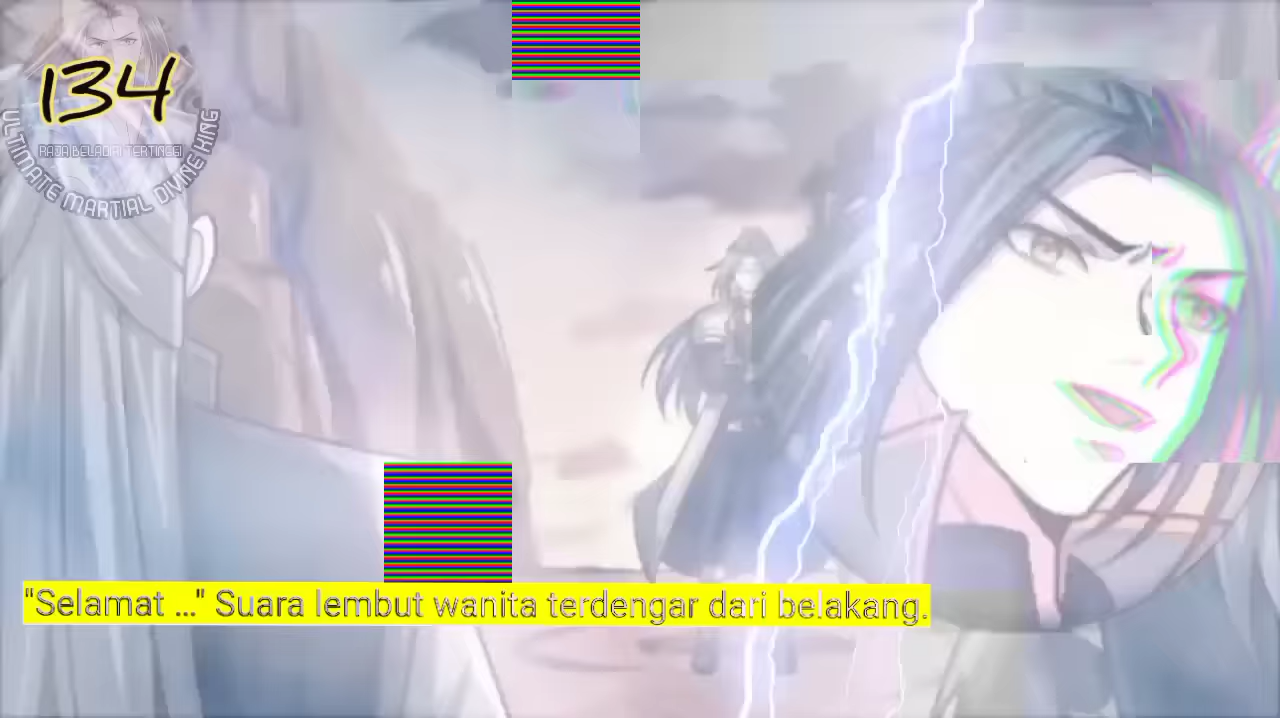 134
RAJA BELADIRI TERTINGGI
ULTIMATE MARTIAL DIVINE KING
"Selamat ..." Suara lembut wanita terdengar dari belakang.